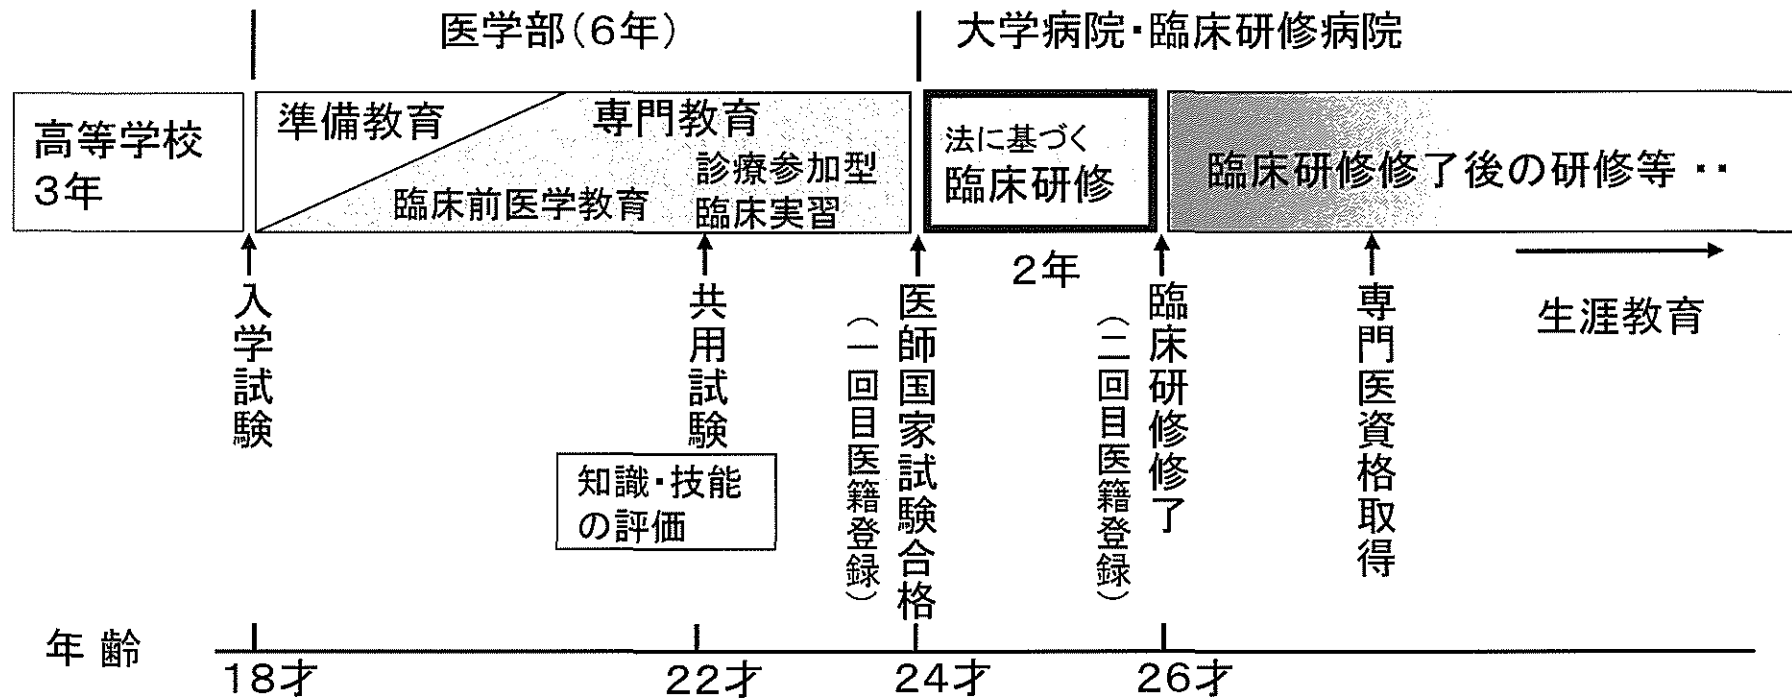 医学部(6年)
大学病院・臨床研修病院
高等学校
3年
準備教育
専門教育
臨床前医学教育
診療参加型
臨床実習
法に基づく
臨床研修
臨床研修修了後の研修等 ・・
2年
入学試験
共用試験
知識・技能
の評価
医師国家試験合格
(一回目医籍登録)
臨床研修修了
(二回目医籍登録)
専門医資格取得
生涯教育
年齢
18才
22才
24才
26才